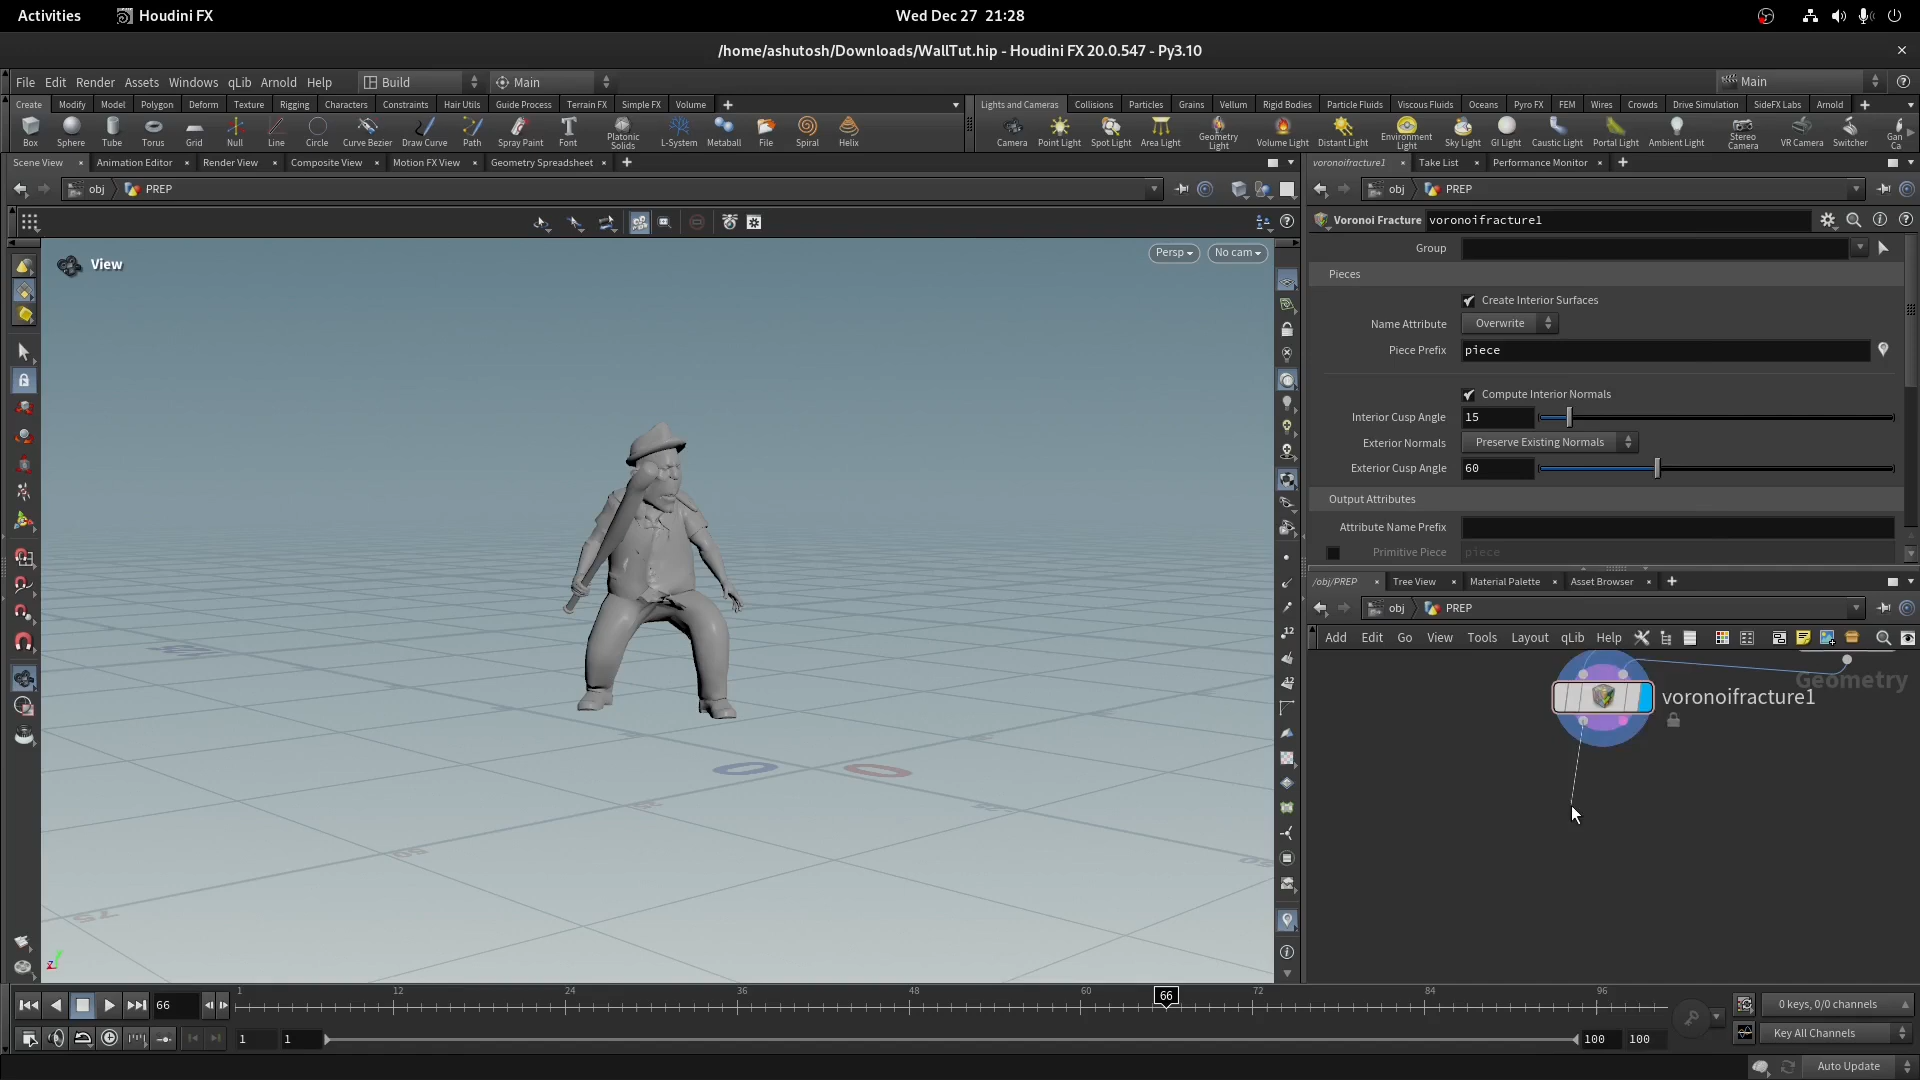 Activities Houdini FX Wed Dec 27 21:28
/home/ashutosh/Downloads/WallTut.hip - Houdini FX 20.0.547 - Py3.10
File Edit Render Assets Windows qLib Arnold Help Build Main Main
Create Modify Model Polygon Deform Texture Rigging Characters Constraints Hair Utils Guide Process Terrain FX Simple FX Volume
Lights and Cameras Collisions Particles Grains Vellum Rigid Bodies Particle Fluids Viscous Fluids Oceans Pyro FX FEM Wires Crowds Drive Simulation SideFX Labs Arnold
Box Sphere Tube Torus Grid Null Line Circle Curve Bezier Draw Curve Path Spray Paint Font Platonic Solids L-System Metaball File Spiral Helix
Camera Point Light Spot Light Area Light Geometry Light Volume Light Distant Light Environment Light Sky Light GI Light Caustic Light Portal Light Ambient Light Stereo Camera VR Camera Switcher Gan Ca
Scene View Animation Editor Render View Composite View Motion FX View Geometry Spreadsheet
voronoifracture1 Take List Performance Monitor
obj PREP
obj PREP
Voronoi Fracture voronoifracture1
View
Persp No cam
Group
Pieces
Create Interior Surfaces
Name Attribute Overwrite
Piece Prefix piece
Compute Interior Normals
Interior Cusp Angle 15
Exterior Normals Preserve Existing Normals
Exterior Cusp Angle 60
Output Attributes
Attribute Name Prefix
Primitive Piece piece
/obj/PREP Tree View Material Palette Asset Browser
obj PREP
Add Edit Go View Tools Layout qLib Help
Geometry
voronoifracture1
12
12
66
1 12 24 36 48 60 66 72 84 96
0 keys, 0/0 channels
1 1 100 100
Key All Channels
Auto Update